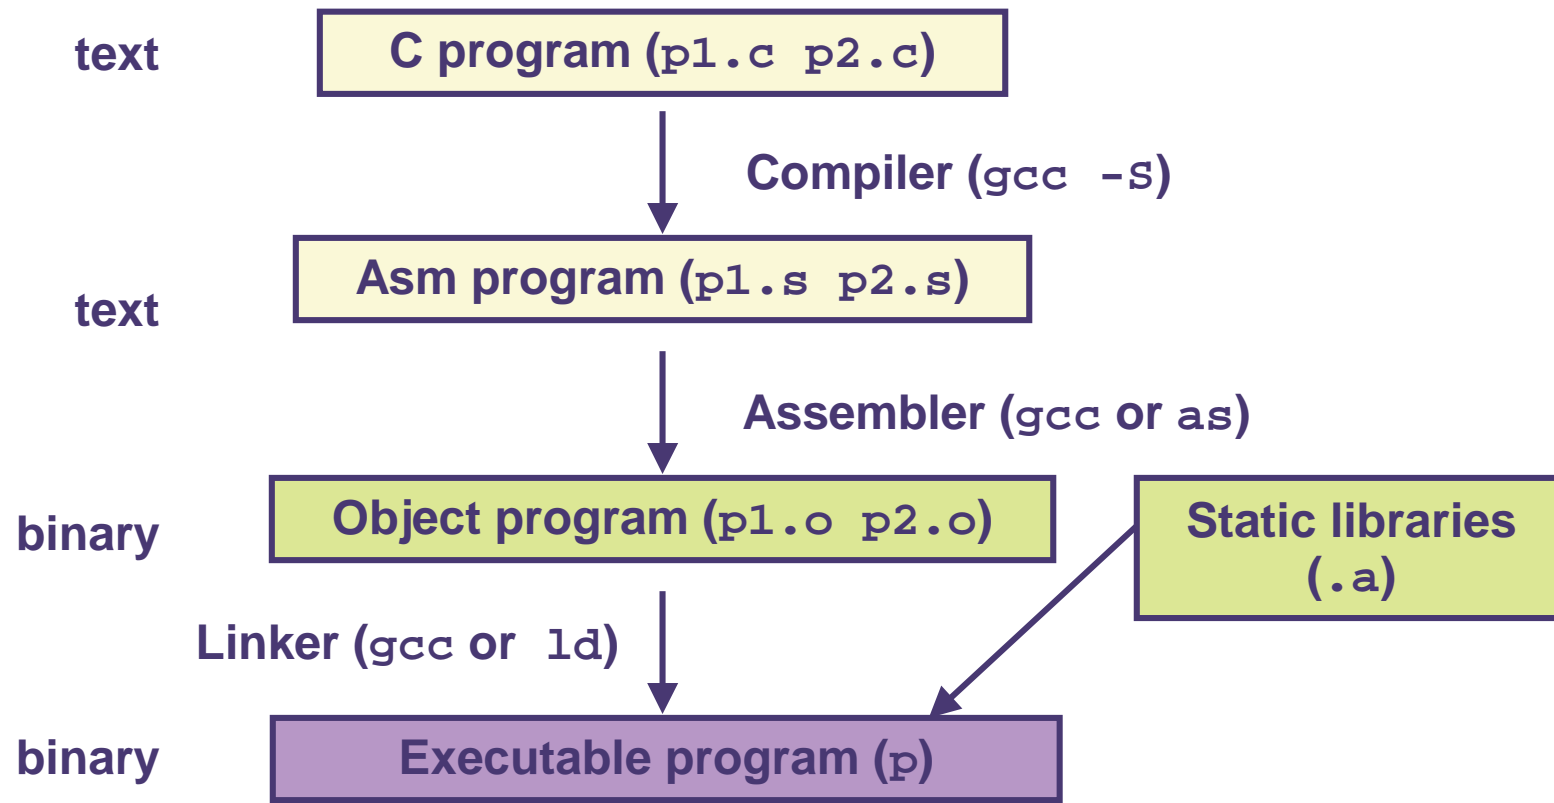 text
C program (p1.c p2.c)
Compiler (gcc -S)
text
Asm program (p1.s p2.s)
Assembler (gcc or as)
binary
Object program (p1.o p2.o)
Static libraries
(.a)
Linker (gcc or ld)
binary
Executable program (p)